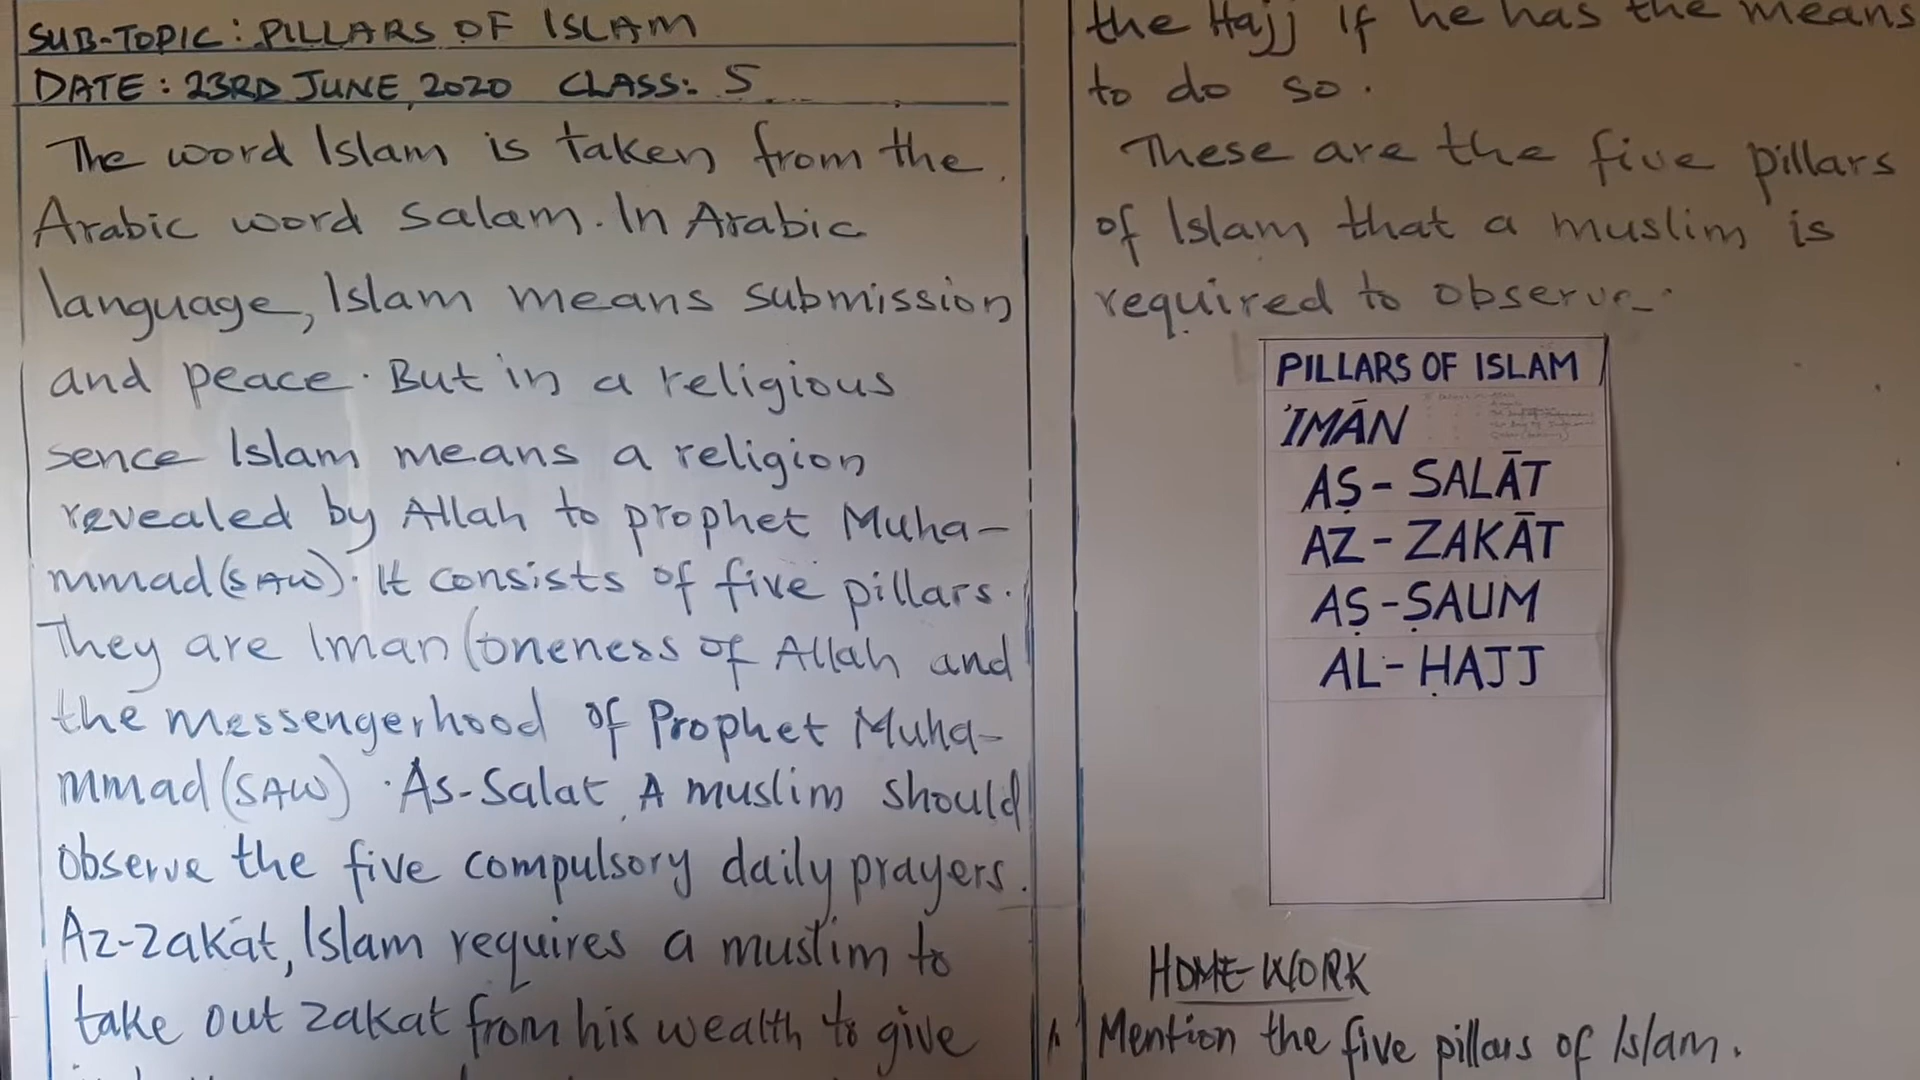 SUB-TOPIC: PILLARS OF ISLAM
DATE: 23RD JUNE, 2020 CLASS: 5
The word Islam is taken from the
Arabic word salam. In Arabic
language, Islam means submission
and peace. But in a religious
sence Islam means a religion
revealed by Allah to prophet Muha-
mmad(SAW). It consists of five pillars.
They are Iman (oneness of Allah and
the messengerhood of Prophet Muha-
mmad(SAW). As-Salat, A muslim should
observe the five compulsory daily prayers.
Az-zakāt, Islam requires a muslim to
take out zakat from his wealth to give
the Hajj if he has the means
to do so.
These are the five pillars
of Islam that a muslim is
required to observe.
PILLARS OF ISLAM
'IMĀN
AṢ-SALĀT
AZ-ZAKĀT
AṢ-ṢAUM
AL-ḤAJJ
HOME-WORK
Mention the five pillars of Islam.